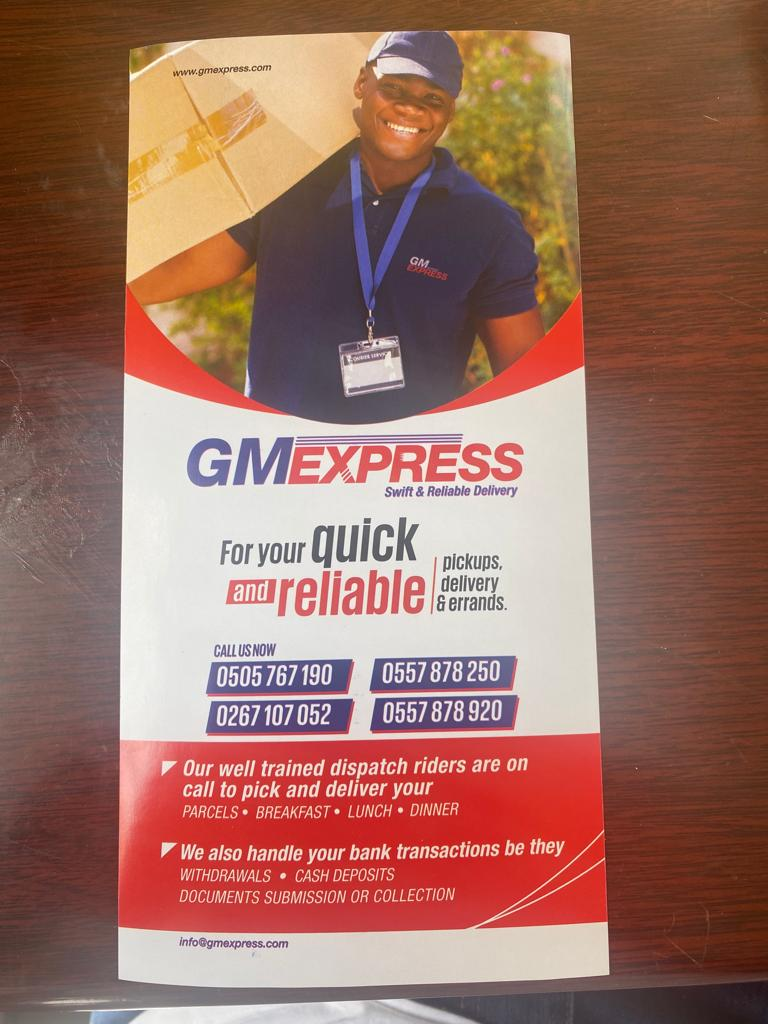 www.gmexpress.com
GM
EXPRESS
COURIER SERVICE
GMEXPRESS
Swift & Reliable Delivery
For your quick
and reliable
pickups,
delivery
& errands.
CALL US NOW
0505 767 190
0557 878 250
0267 107 052
0557 878 920
Our well trained dispatch riders are on
call to pick and deliver your
PARCELS • BREAKFAST • LUNCH • DINNER
We also handle your bank transactions be they
WITHDRAWALS • CASH DEPOSITS
DOCUMENTS SUBMISSION OR COLLECTION
info@gmexpress.com